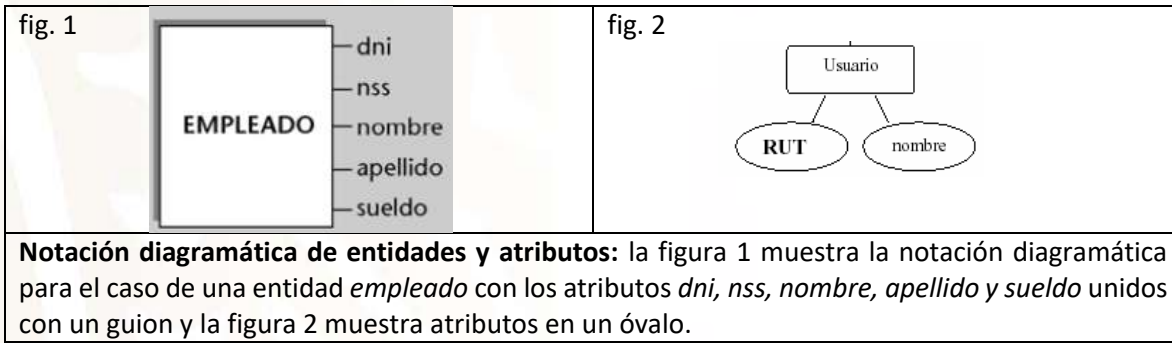 fig. 1
dni
nss
EMPLEADO
nombre
apellido
sueldo
fig. 2
Usuario
RUT
nombre
Notación diagramática de entidades y atributos: la figura 1 muestra la notación diagramática
para el caso de una entidad empleado con los atributos dni, nss, nombre, apellido y sueldo unidos
con un guion y la figura 2 muestra atributos en un óvalo.